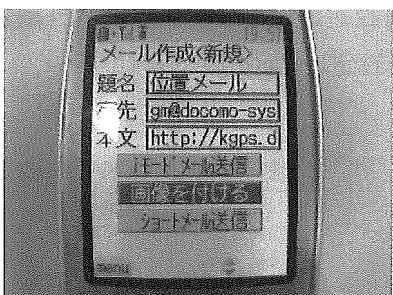 メール作成<新規>
題名 位置メール
宛先 gm@docomo-sys
本文 http://kgps.d
iモードメール送信
画像を付ける
ショートメール送信
menu